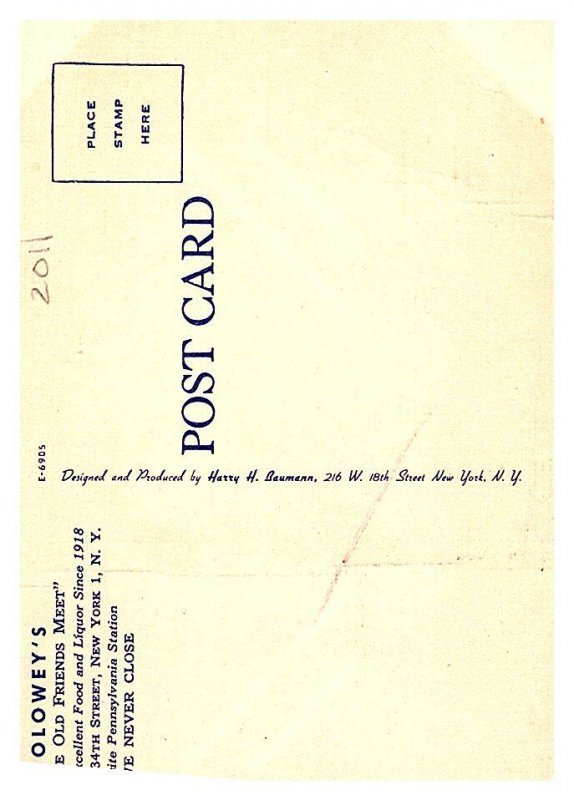 OLOWEY'S
E OLD FRIENDS MEET"
cellent Food and Liquor Since 1918
34TH STREET, NEW YORK 1, N. Y.
ite Pennsylvania Station
E NEVER CLOSE
E-6905
Designed and Produced by Harry H. Baumann, 216 W. 18th Street New York, N. Y.
POST CARD
2011
PLACE
STAMP
HERE